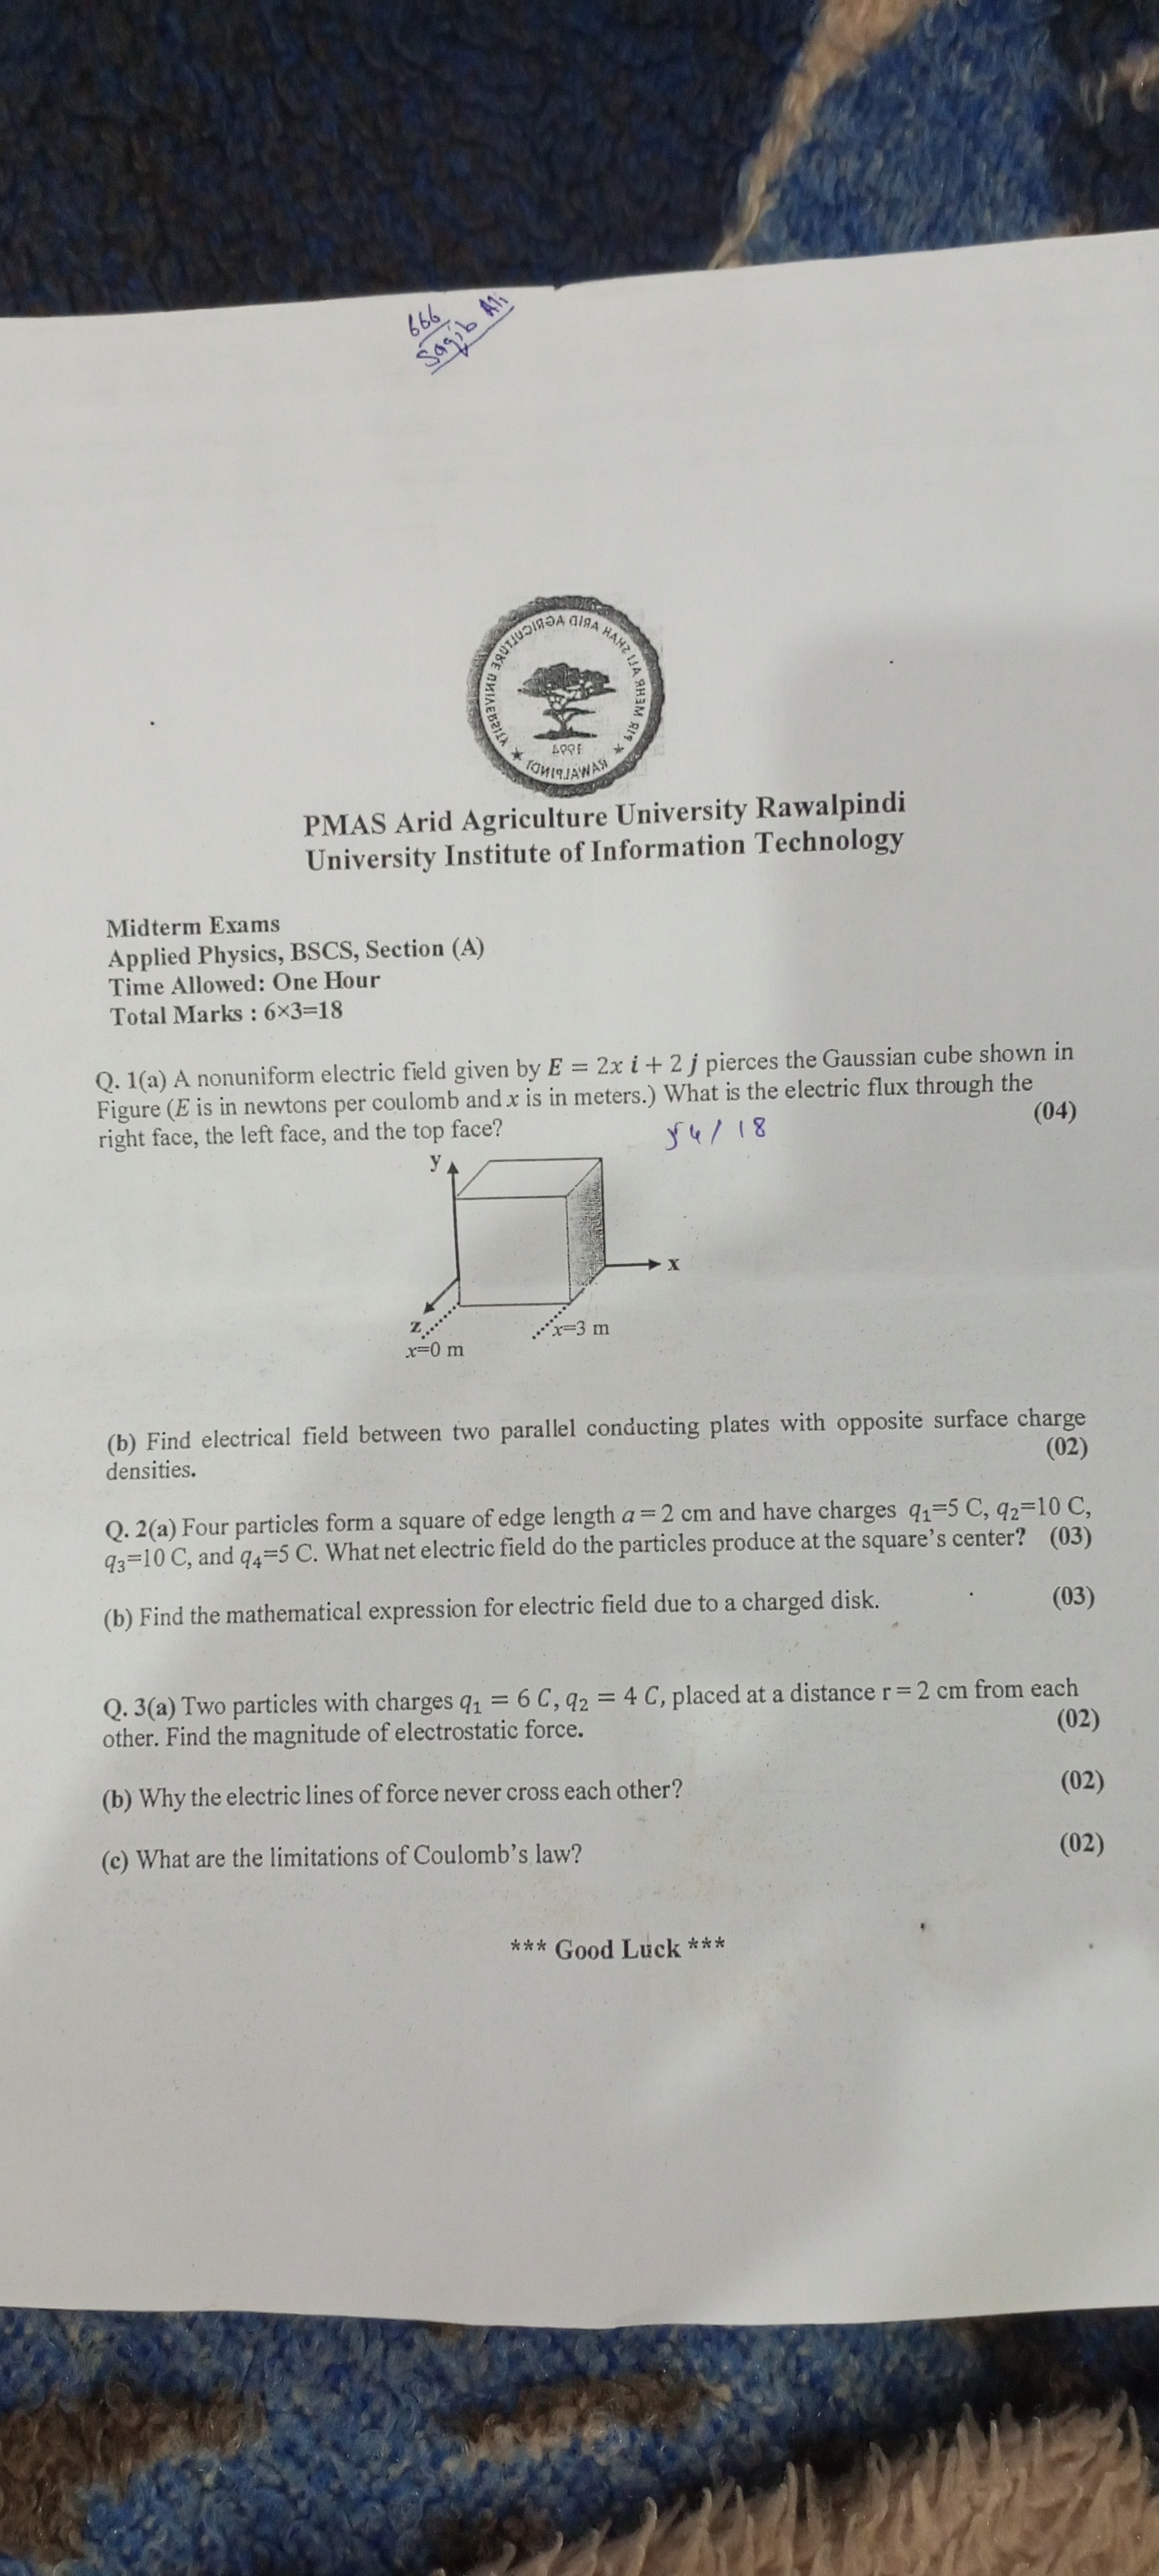 666
Saqib Ali
PIR MEHR ALI SHAH ARID AGRICULTURE UNIVERSITY
1994
RAWALPINDI
PMAS Arid Agriculture University Rawalpindi
University Institute of Information Technology
Midterm Exams
Applied Physics, BSCS, Section (A)
Time Allowed: One Hour
Total Marks : 6×3=18
Q. 1(a) A nonuniform electric field given by E = 2x i + 2 j pierces the Gaussian cube shown in
Figure (E is in newtons per coulomb and x is in meters.) What is the electric flux through the
right face, the left face, and the top face? (04)
54 / 18
y
x
z
x=3 m
x=0 m
(b) Find electrical field between two parallel conducting plates with opposite surface charge
densities. (02)
Q. 2(a) Four particles form a square of edge length a = 2 cm and have charges q₁=5 C, q₂=10 C,
q₃=10 C, and q₄=5 C. What net electric field do the particles produce at the square's center? (03)
(b) Find the mathematical expression for electric field due to a charged disk. (03)
Q. 3(a) Two particles with charges q₁ = 6 C, q₂ = 4 C, placed at a distance r = 2 cm from each
other. Find the magnitude of electrostatic force. (02)
(b) Why the electric lines of force never cross each other? (02)
(c) What are the limitations of Coulomb's law? (02)
*** Good Luck ***